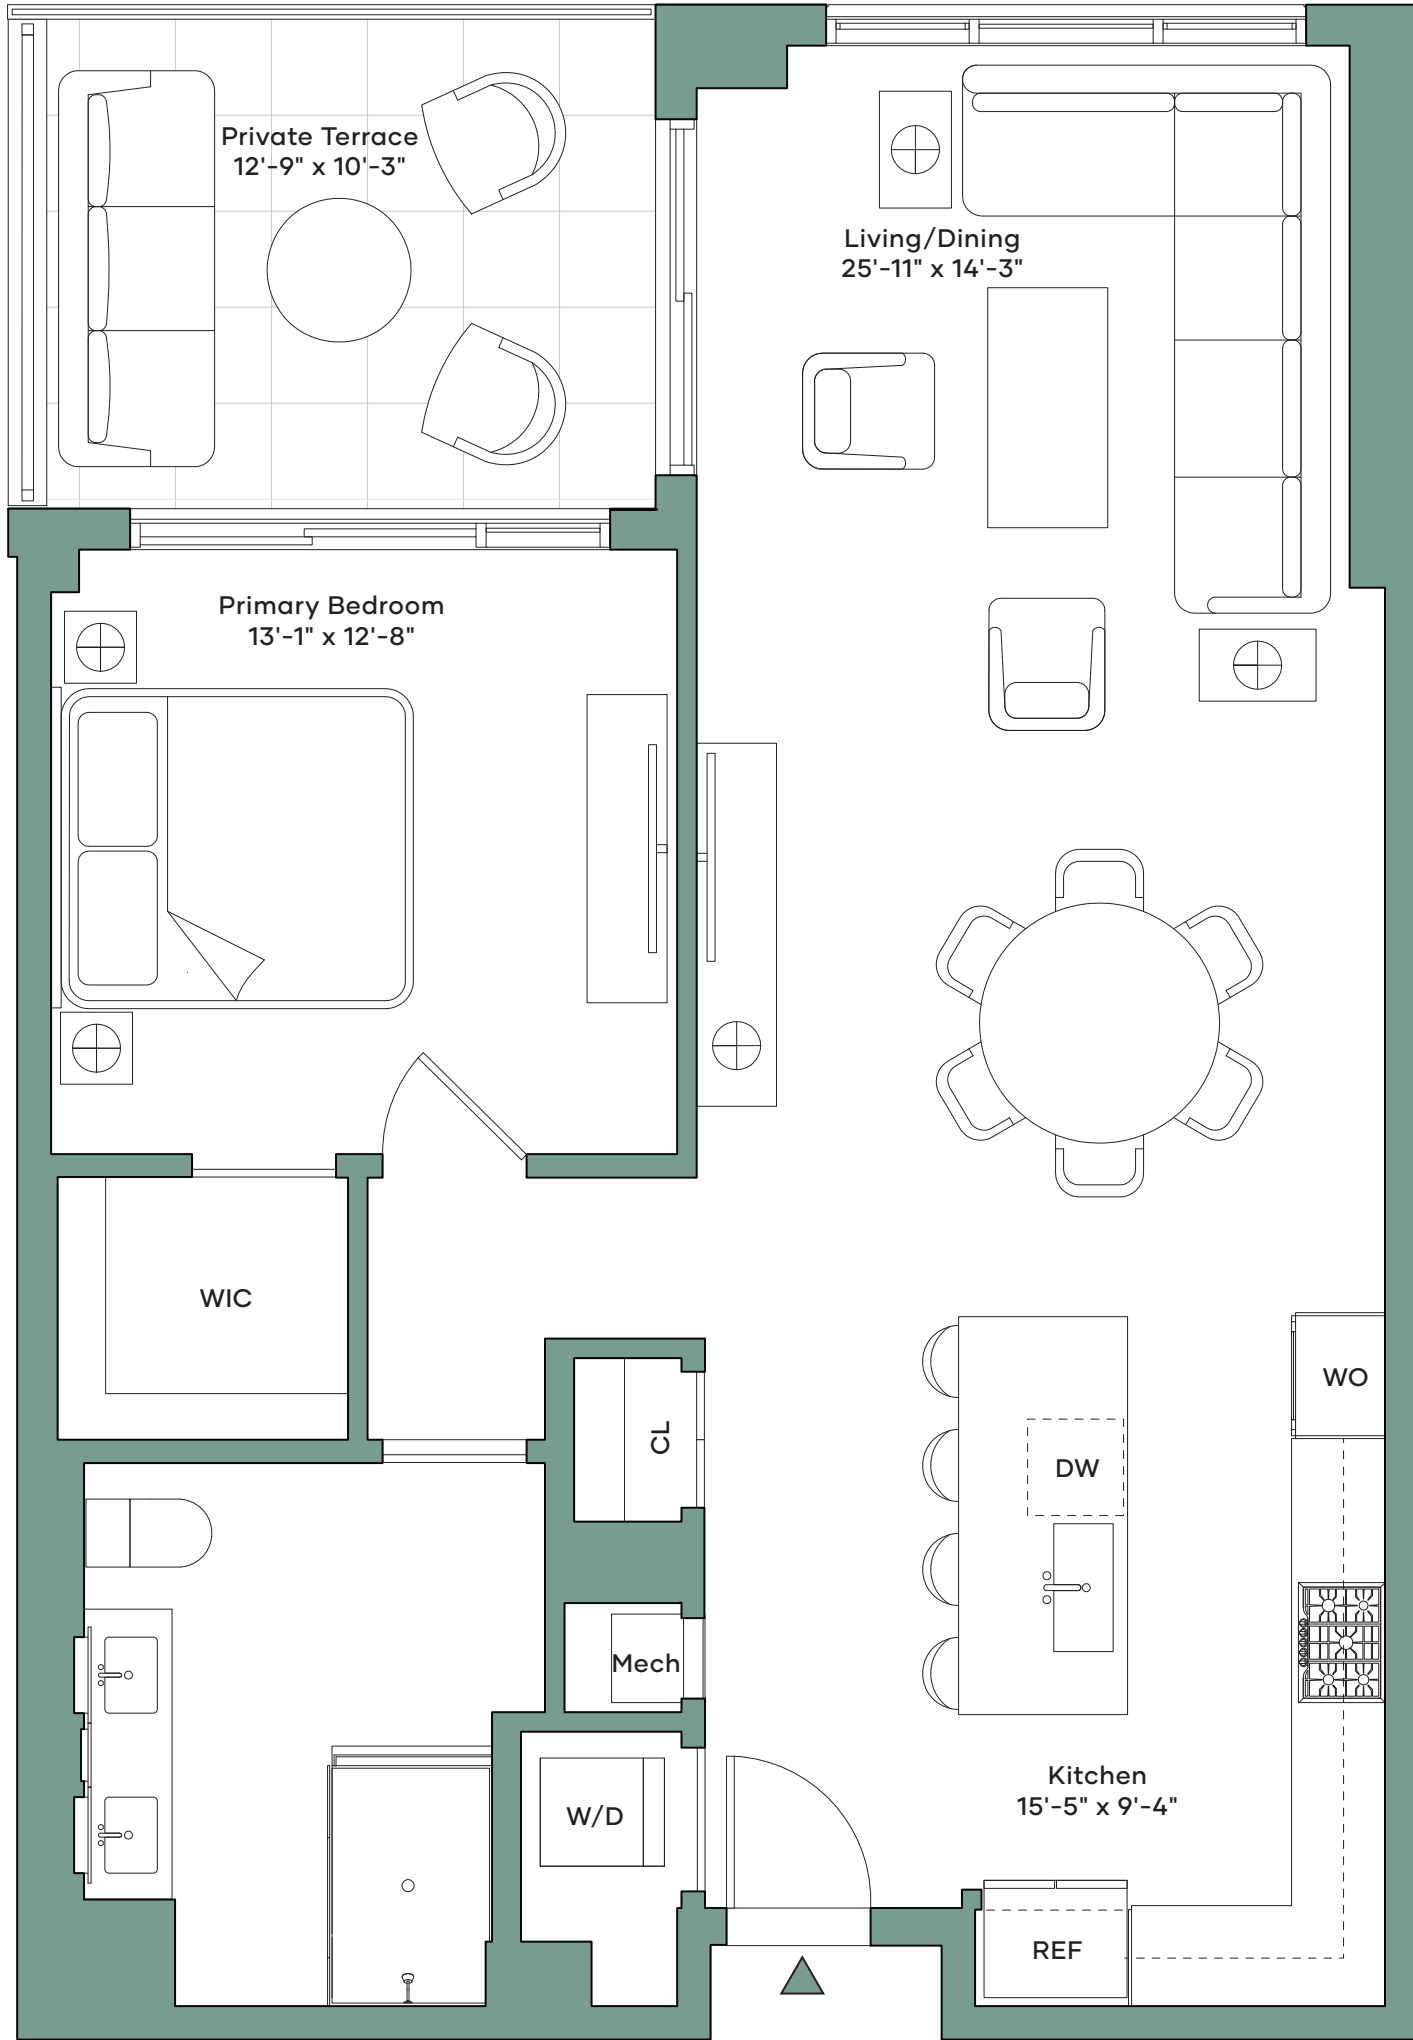 Private Terrace
12'-9" x 10'-3"
Living/Dining
25'-11" x 14'-3"
Primary Bedroom
13'-1" x 12'-8"
WIC
CL
WO
DW
Mech
Kitchen
15'-5" x 9'-4"
W/D
REF